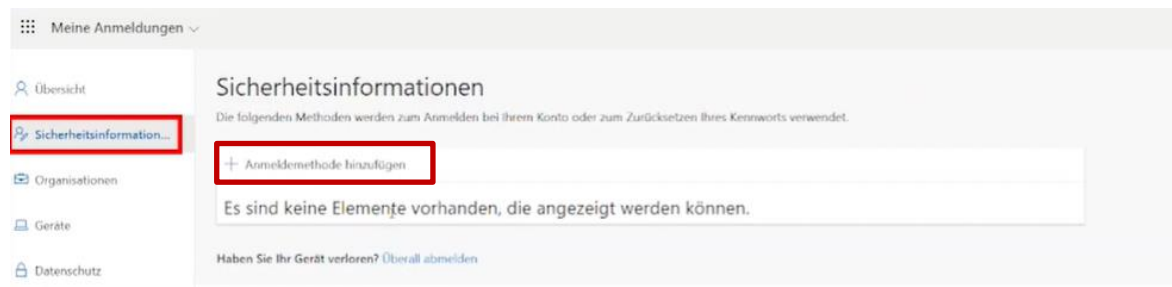 Meine Anmeldungen
Übersicht
Sicherheitsinformation...
Organisationen
Geräte
Datenschutz
Sicherheitsinformationen
Die folgenden Methoden werden zum Anmelden bei Ihrem Konto oder zum Zurücksetzen Ihres Kennworts verwendet.
+ Anmeldemethode hinzufügen
Es sind keine Elemente vorhanden, die angezeigt werden können.
Haben Sie Ihr Gerät verloren? Überall abmelden